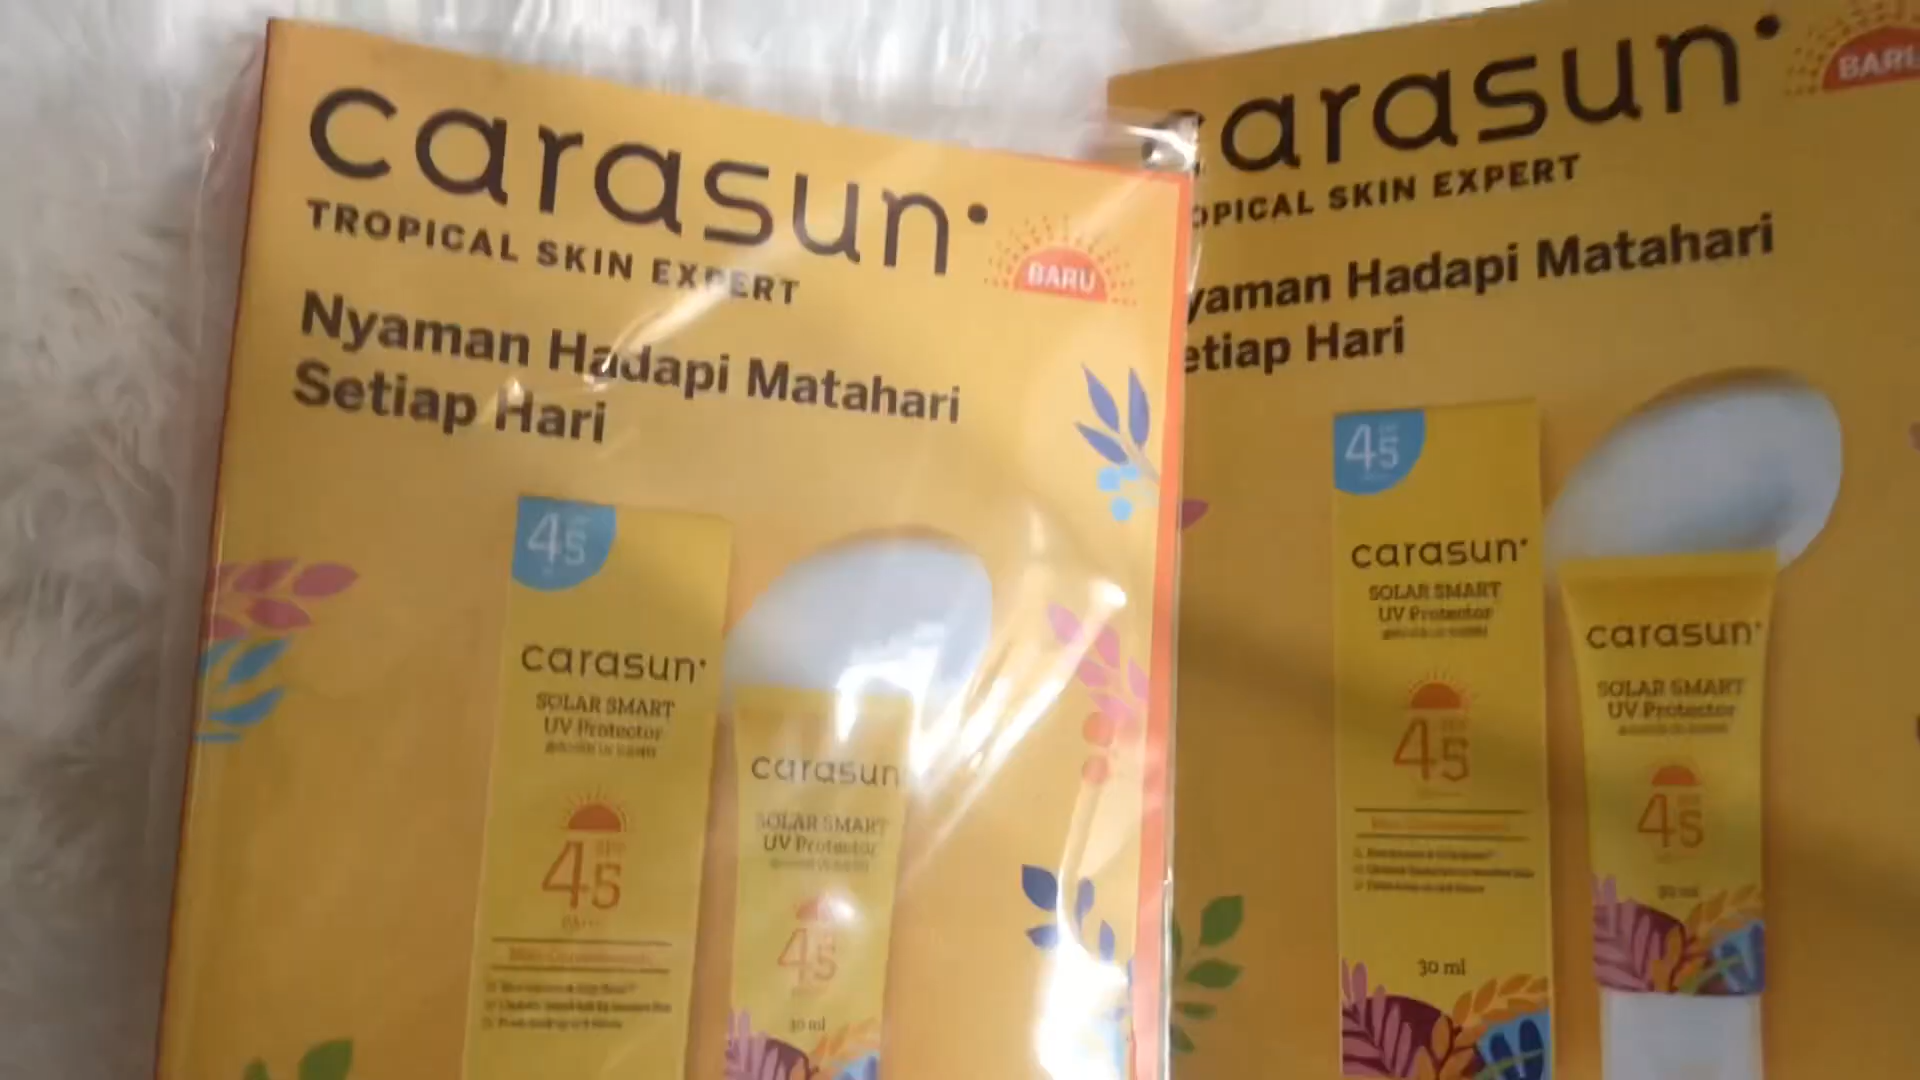 carasun
TROPICAL SKIN EXPERT
BARU
Nyaman Hadapi Matahari
Setiap Hari
45
carasun
SOLAR SMART
UV Protector
45
carasun
SOLAR SMART
UV Protector
45
30 ml
carasun
TROPICAL SKIN EXPERT
BARU
Nyaman Hadapi Matahari
Setiap Hari
45
carasun
SOLAR SMART
UV Protector
45
30 ml
carasun
SOLAR SMART
UV Protector
45
30 ml